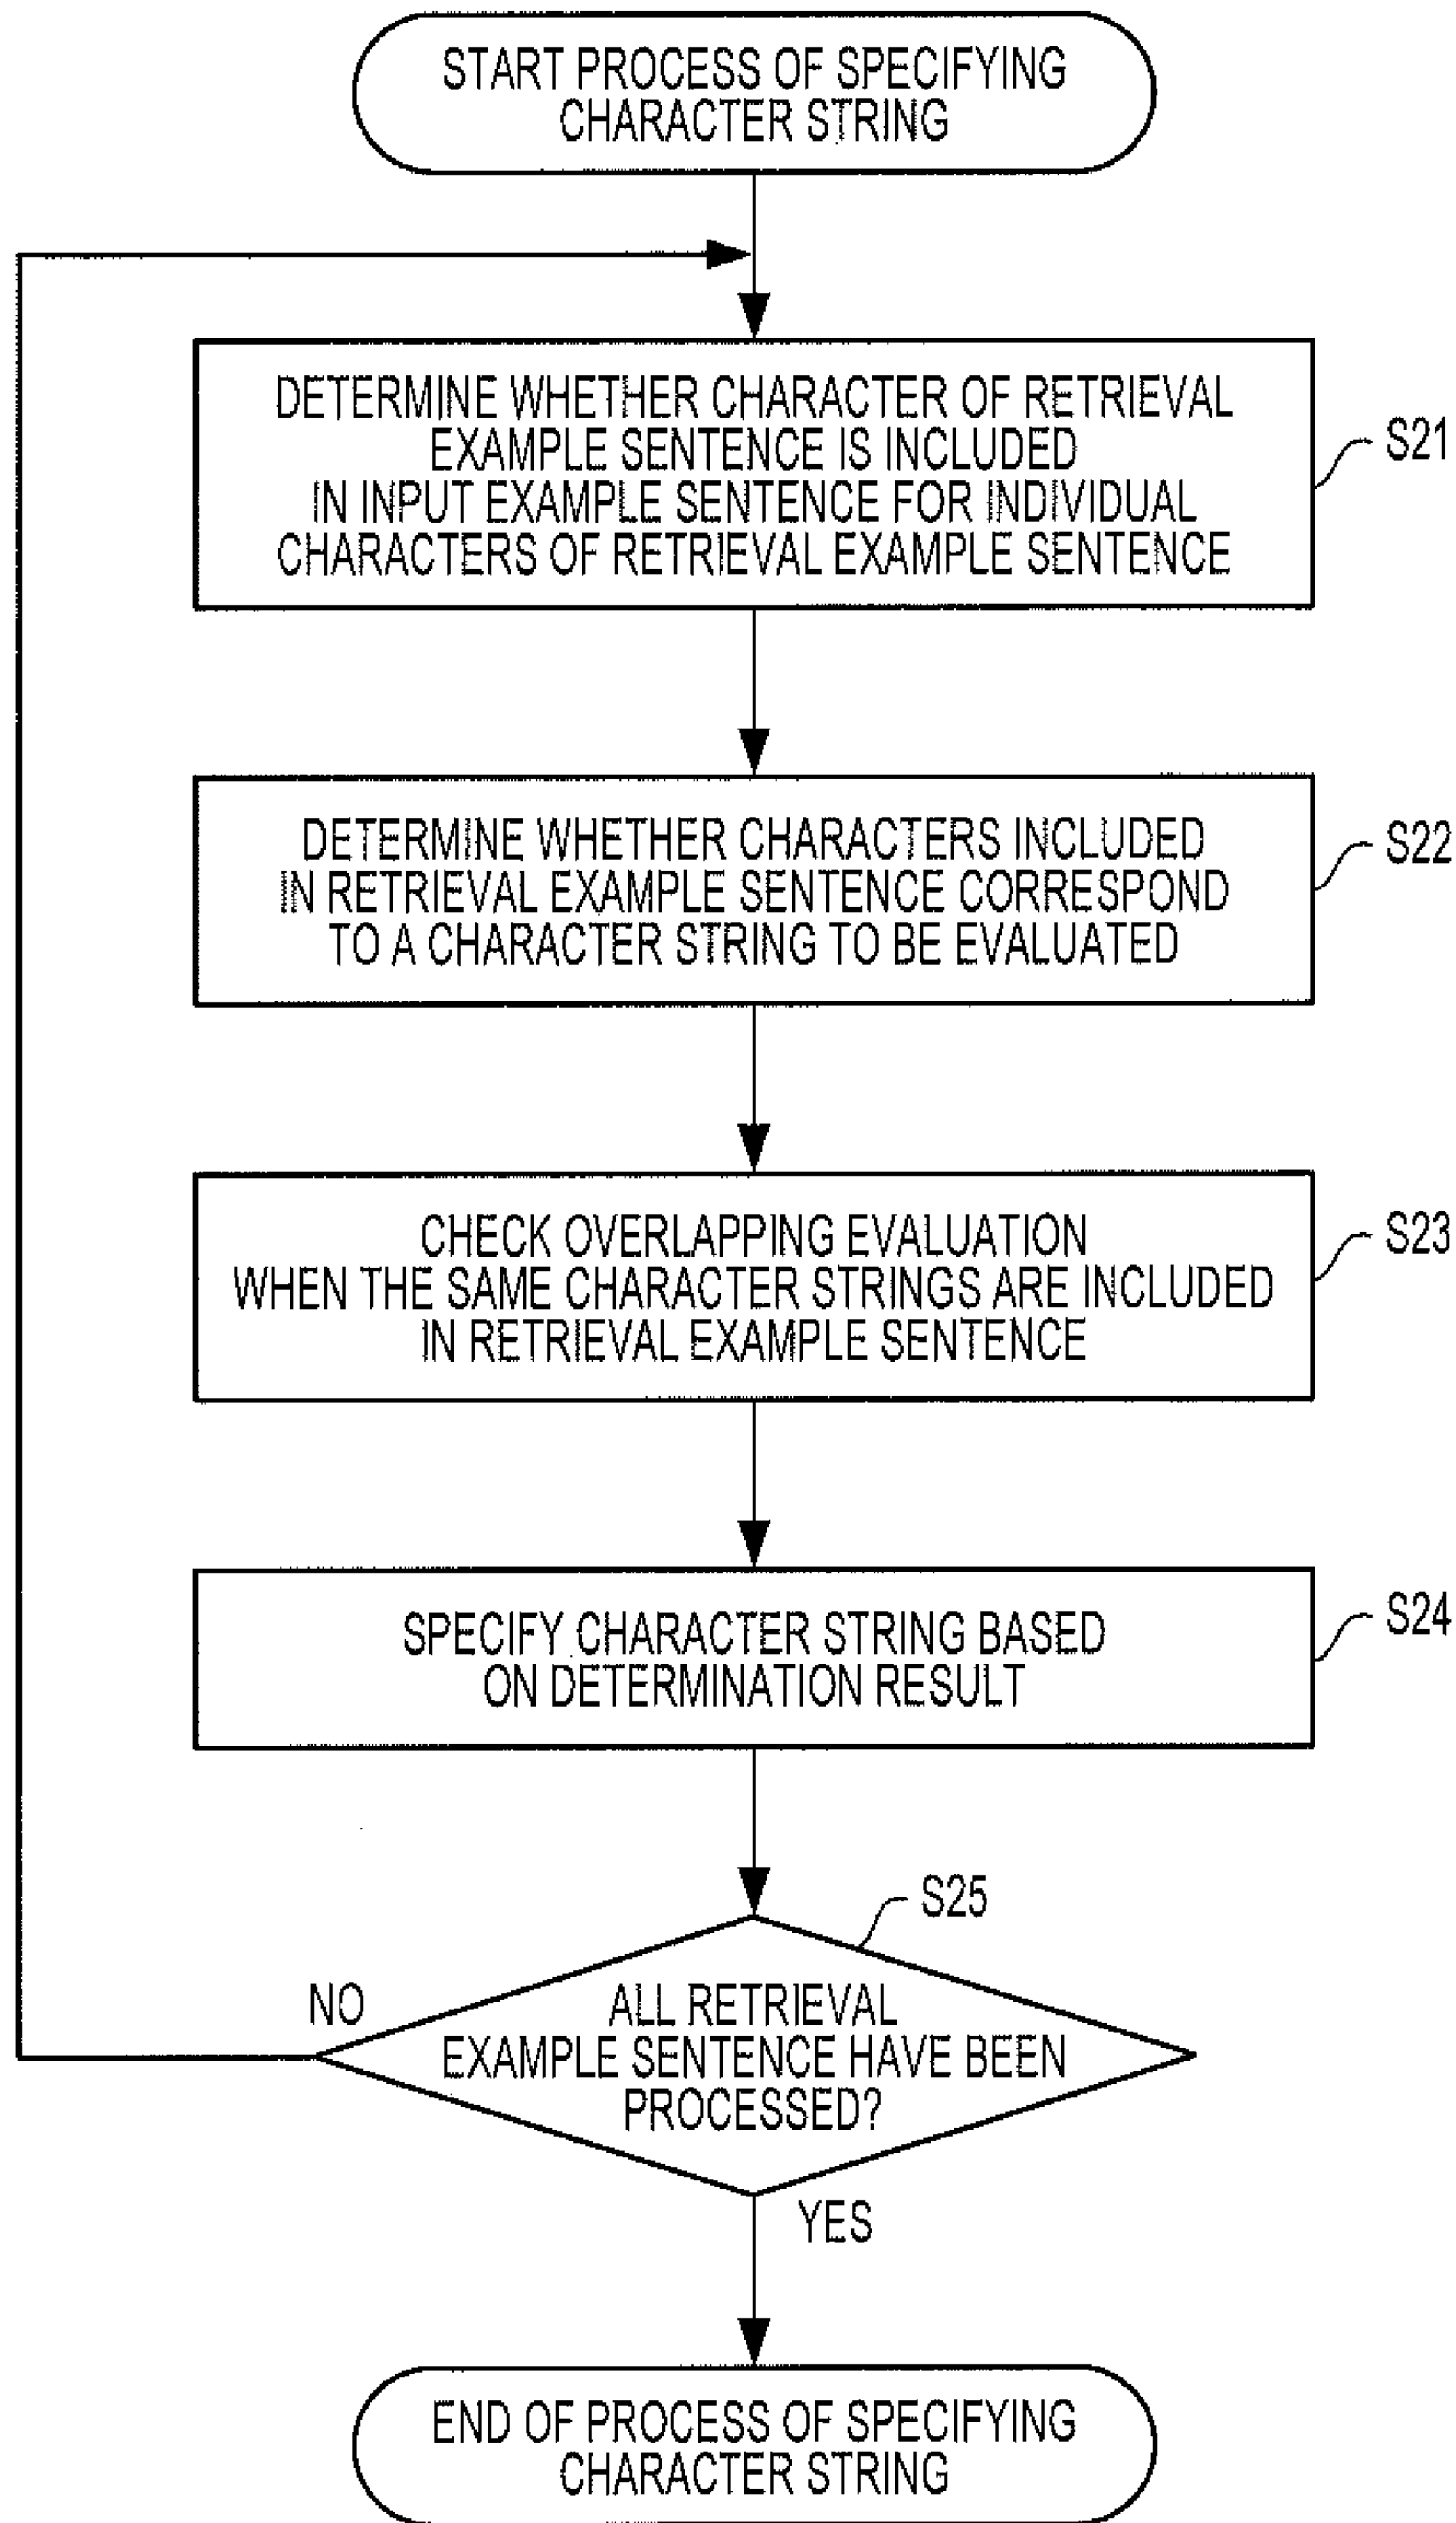 START PROCESS OF SPECIFYING
CHARACTER STRING
DETERMINE WHETHER CHARACTER OF RETRIEVAL
EXAMPLE SENTENCE IS INCLUDED
IN INPUT EXAMPLE SENTENCE FOR INDIVIDUAL
CHARACTERS OF RETRIEVAL EXAMPLE SENTENCE
S21
DETERMINE WHETHER CHARACTERS INCLUDED
IN RETRIEVAL EXAMPLE SENTENCE CORRESPOND
TO A CHARACTER STRING TO BE EVALUATED
S22
CHECK OVERLAPPING EVALUATION
WHEN THE SAME CHARACTER STRINGS ARE INCLUDED
IN RETRIEVAL EXAMPLE SENTENCE
S23
SPECIFY CHARACTER STRING BASED
ON DETERMINATION RESULT
S24
S25
NO
ALL RETRIEVAL
EXAMPLE SENTENCE HAVE BEEN
PROCESSED?
YES
END OF PROCESS OF SPECIFYING
CHARACTER STRING